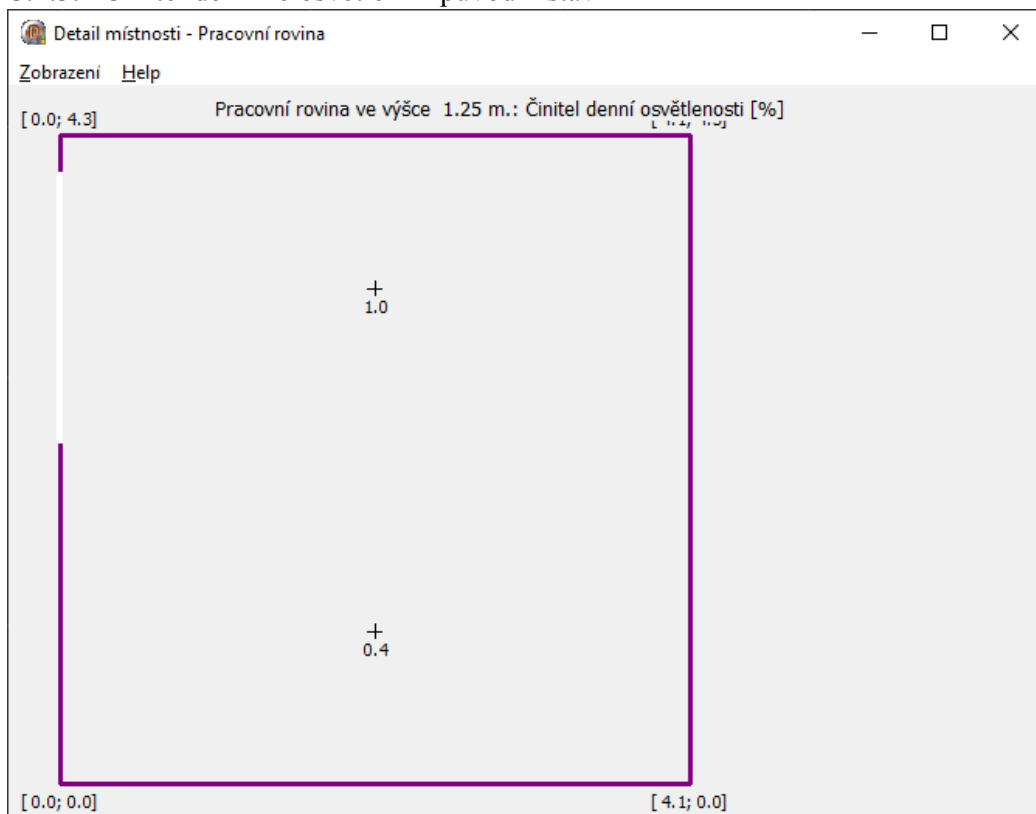 Detail místnosti - Pracovní rovina
Zobrazení Help
Pracovní rovina ve výšce 1.25 m.: Činitel denní osvětlenosti [%]
[ 0.0; 4.3]
1.0
0.4
[ 0.0; 0.0]
[ 4.1; 0.0]